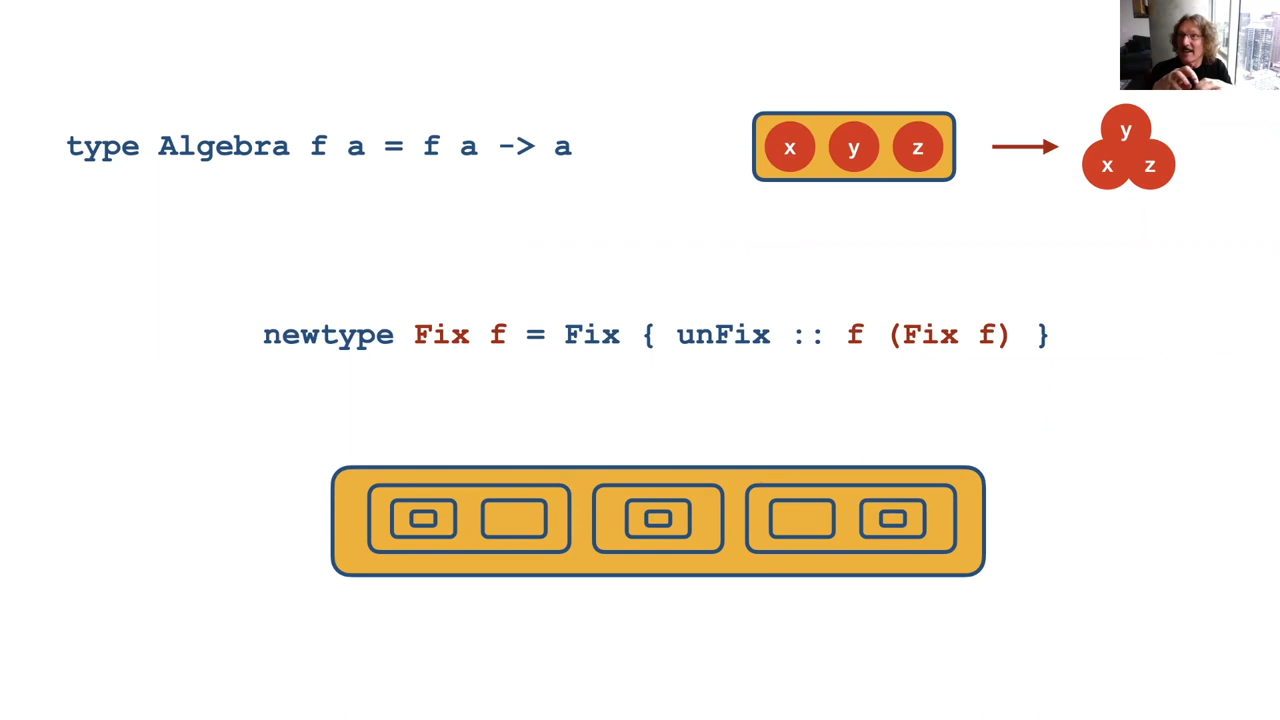 type Algebra f a = f a -> a
x y z
y
x z
newtype Fix f = Fix { unFix :: f (Fix f) }